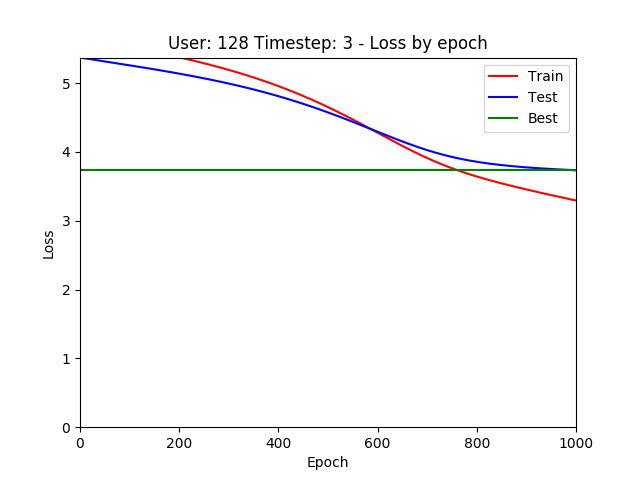 User: 128 Timestep: 3 - Loss by epoch
Train
Test
Best
5
4
3
2
1
0
Loss
0 200 400 600 800 1000
Epoch